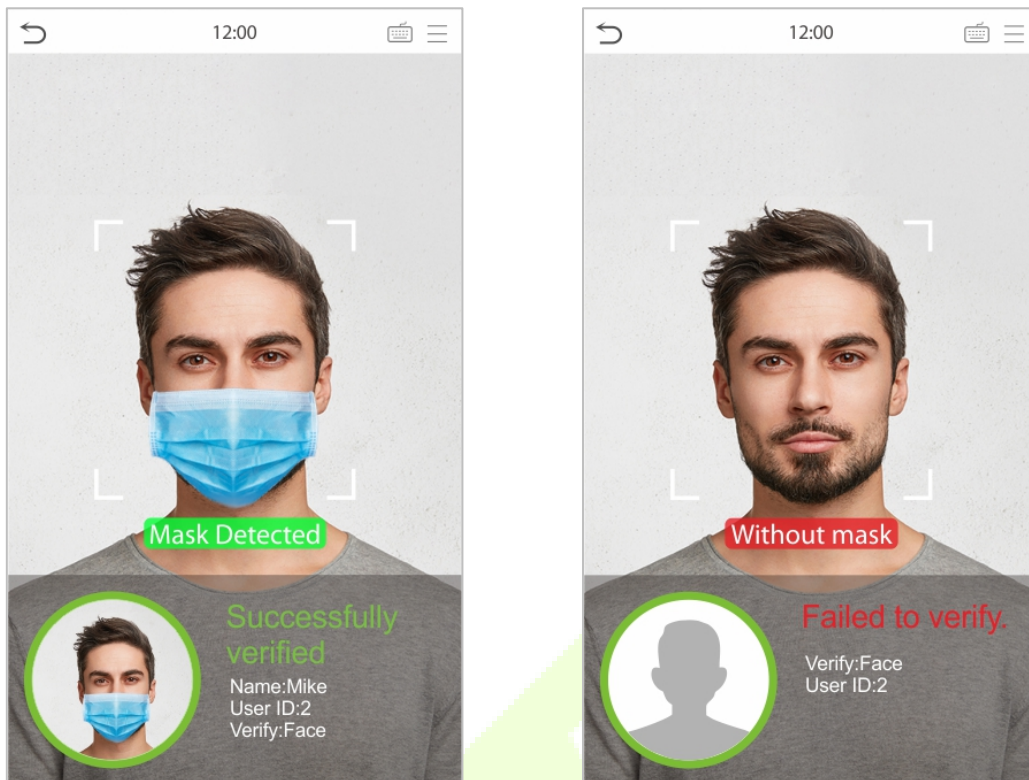 12:00
Mask Detected
Successfully
verified
Name:Mike
User ID:2
Verify:Face
12:00
Without mask
Failed to verify.
Verify:Face
User ID:2